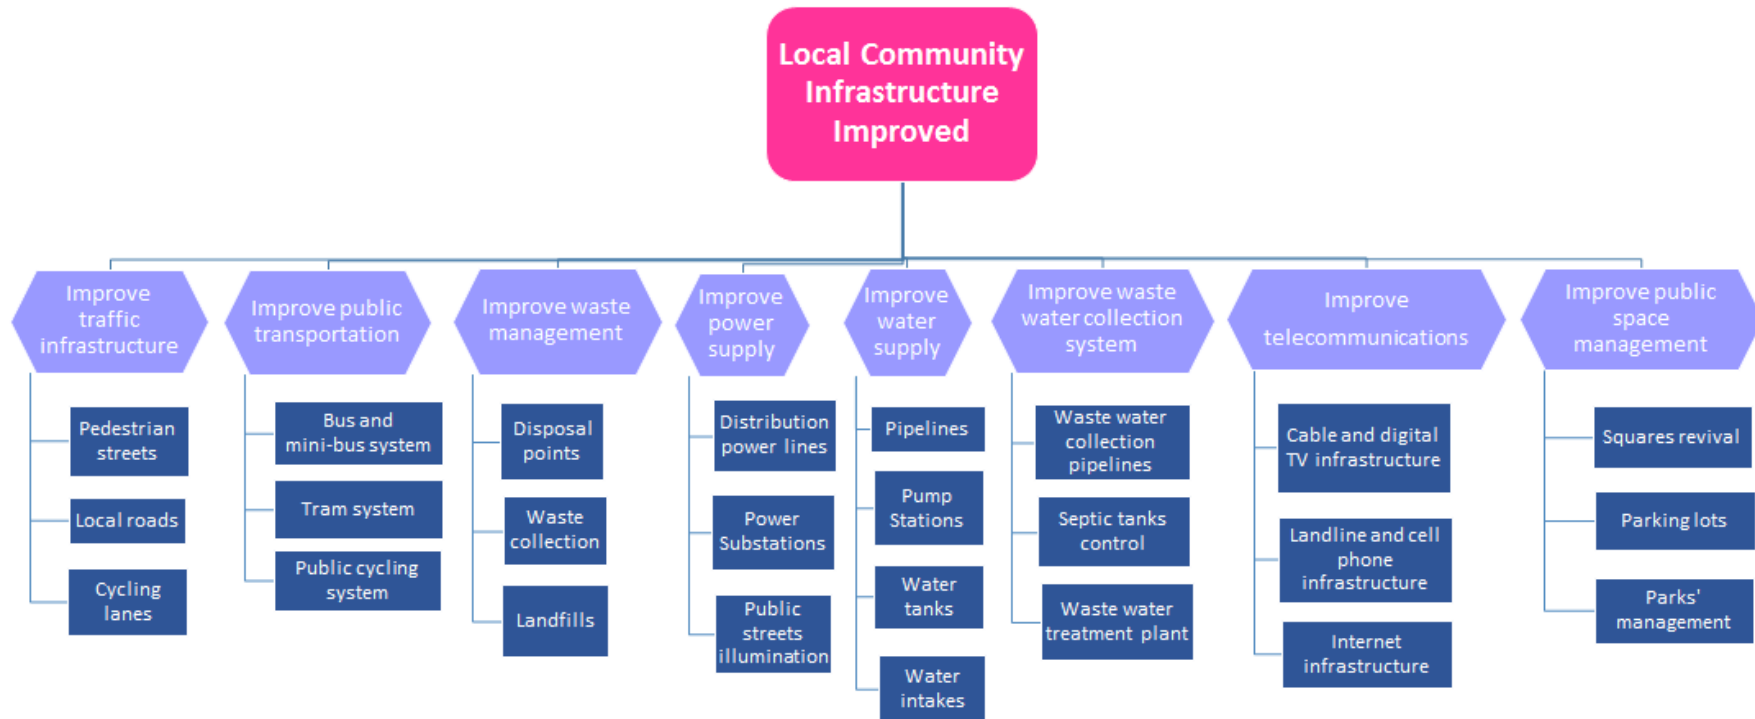 Local Community
Infrastructure
Improved
Improve
traffic
infrastructure
Pedestrian
streets
Local roads
Cycling
lanes
Improve public
transportation
Bus and
mini-bus system
Tram system
Public cycling
system
Improve waste
management
Disposal
points
Waste
collection
Landfills
Improve
power
supply
Distribution
power lines
Power
Substations
Public
streets
illumination
Improve
water
supply
Pipelines
Pump
Stations
Water
tanks
Water
intakes
Improve waste
water collection
system
Waste water
collection
pipelines
Septic tanks
control
Waste water
treatment plant
Improve
telecommunications
Cable and digital
TV infrastructure
Landline and cell
phone
infrastructure
Internet
infrastructure
Improve public
space
management
Squares revival
Parking lots
Parks'
management